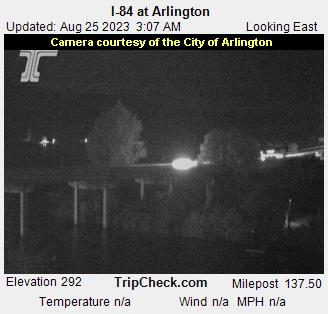 I-84 at Arlington
Updated: Aug 25 2023 3:07 AM Looking East
Camera courtesy of the City of Arlington
Elevation 292 TripCheck.com Milepost 137.50
Temperature n/a Wind n/a MPH n/a